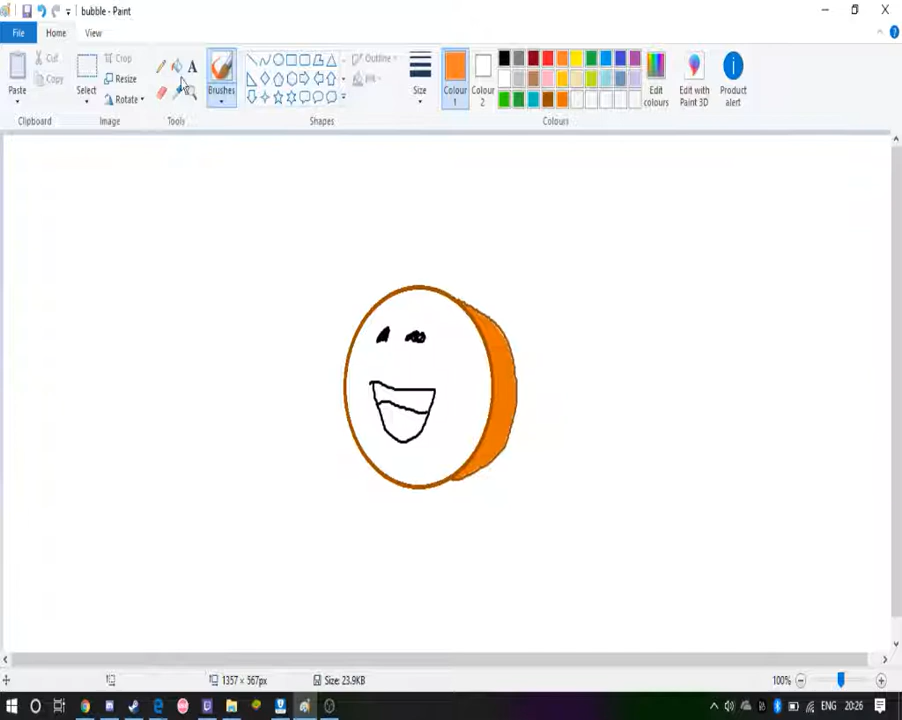 bubble - Paint
File Home View
Paste
Cut
Copy
Clipboard
Select
Crop
Resize
Rotate
Image
A
Tools
Brushes
Outline
Fill
Shapes
Size
Colour 1
Colour 2
Edit colours
Edit with Paint 3D
Product alert
Colours
1357 × 567px
Size: 23.9KB
100%
ENG 20:26